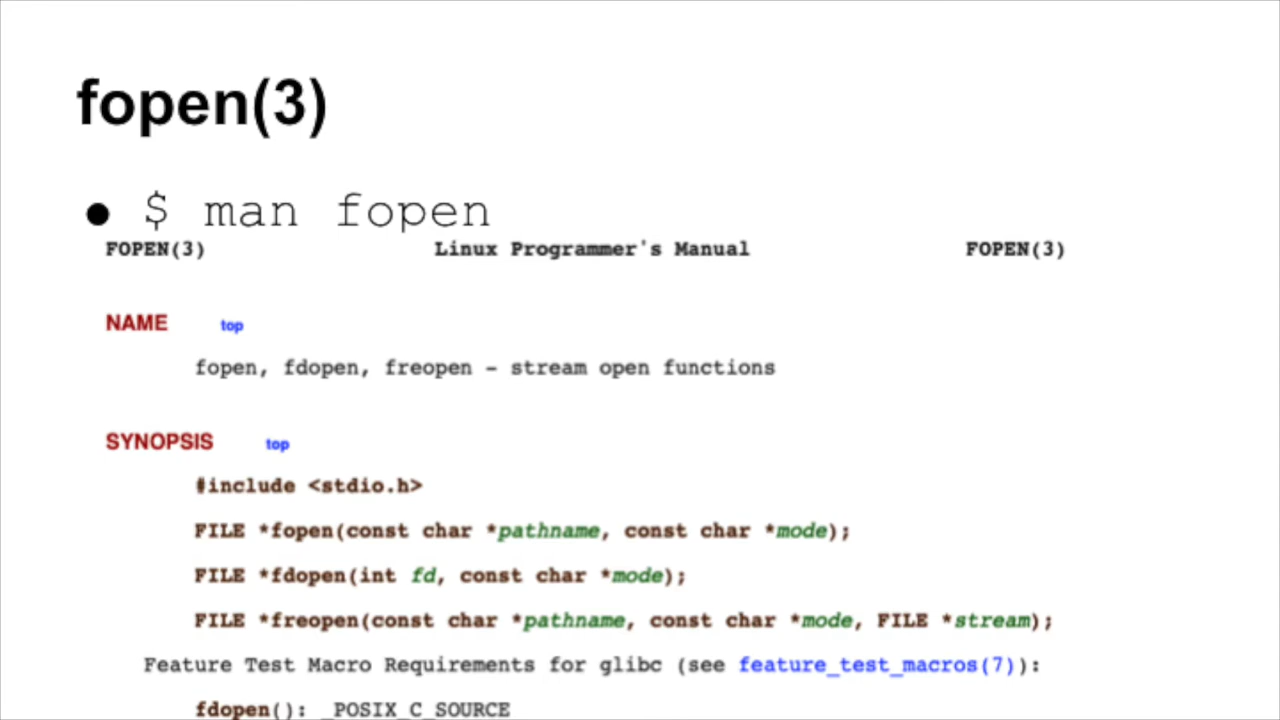 fopen(3)
● $ man fopen
FOPEN(3) Linux Programmer's Manual FOPEN(3)
NAME top
fopen, fdopen, freopen - stream open functions
SYNOPSIS top
#include <stdio.h>
FILE *fopen(const char *pathname, const char *mode);
FILE *fdopen(int fd, const char *mode);
FILE *freopen(const char *pathname, const char *mode, FILE *stream);
Feature Test Macro Requirements for glibc (see feature_test_macros(7)):
fdopen(): _POSIX_C_SOURCE